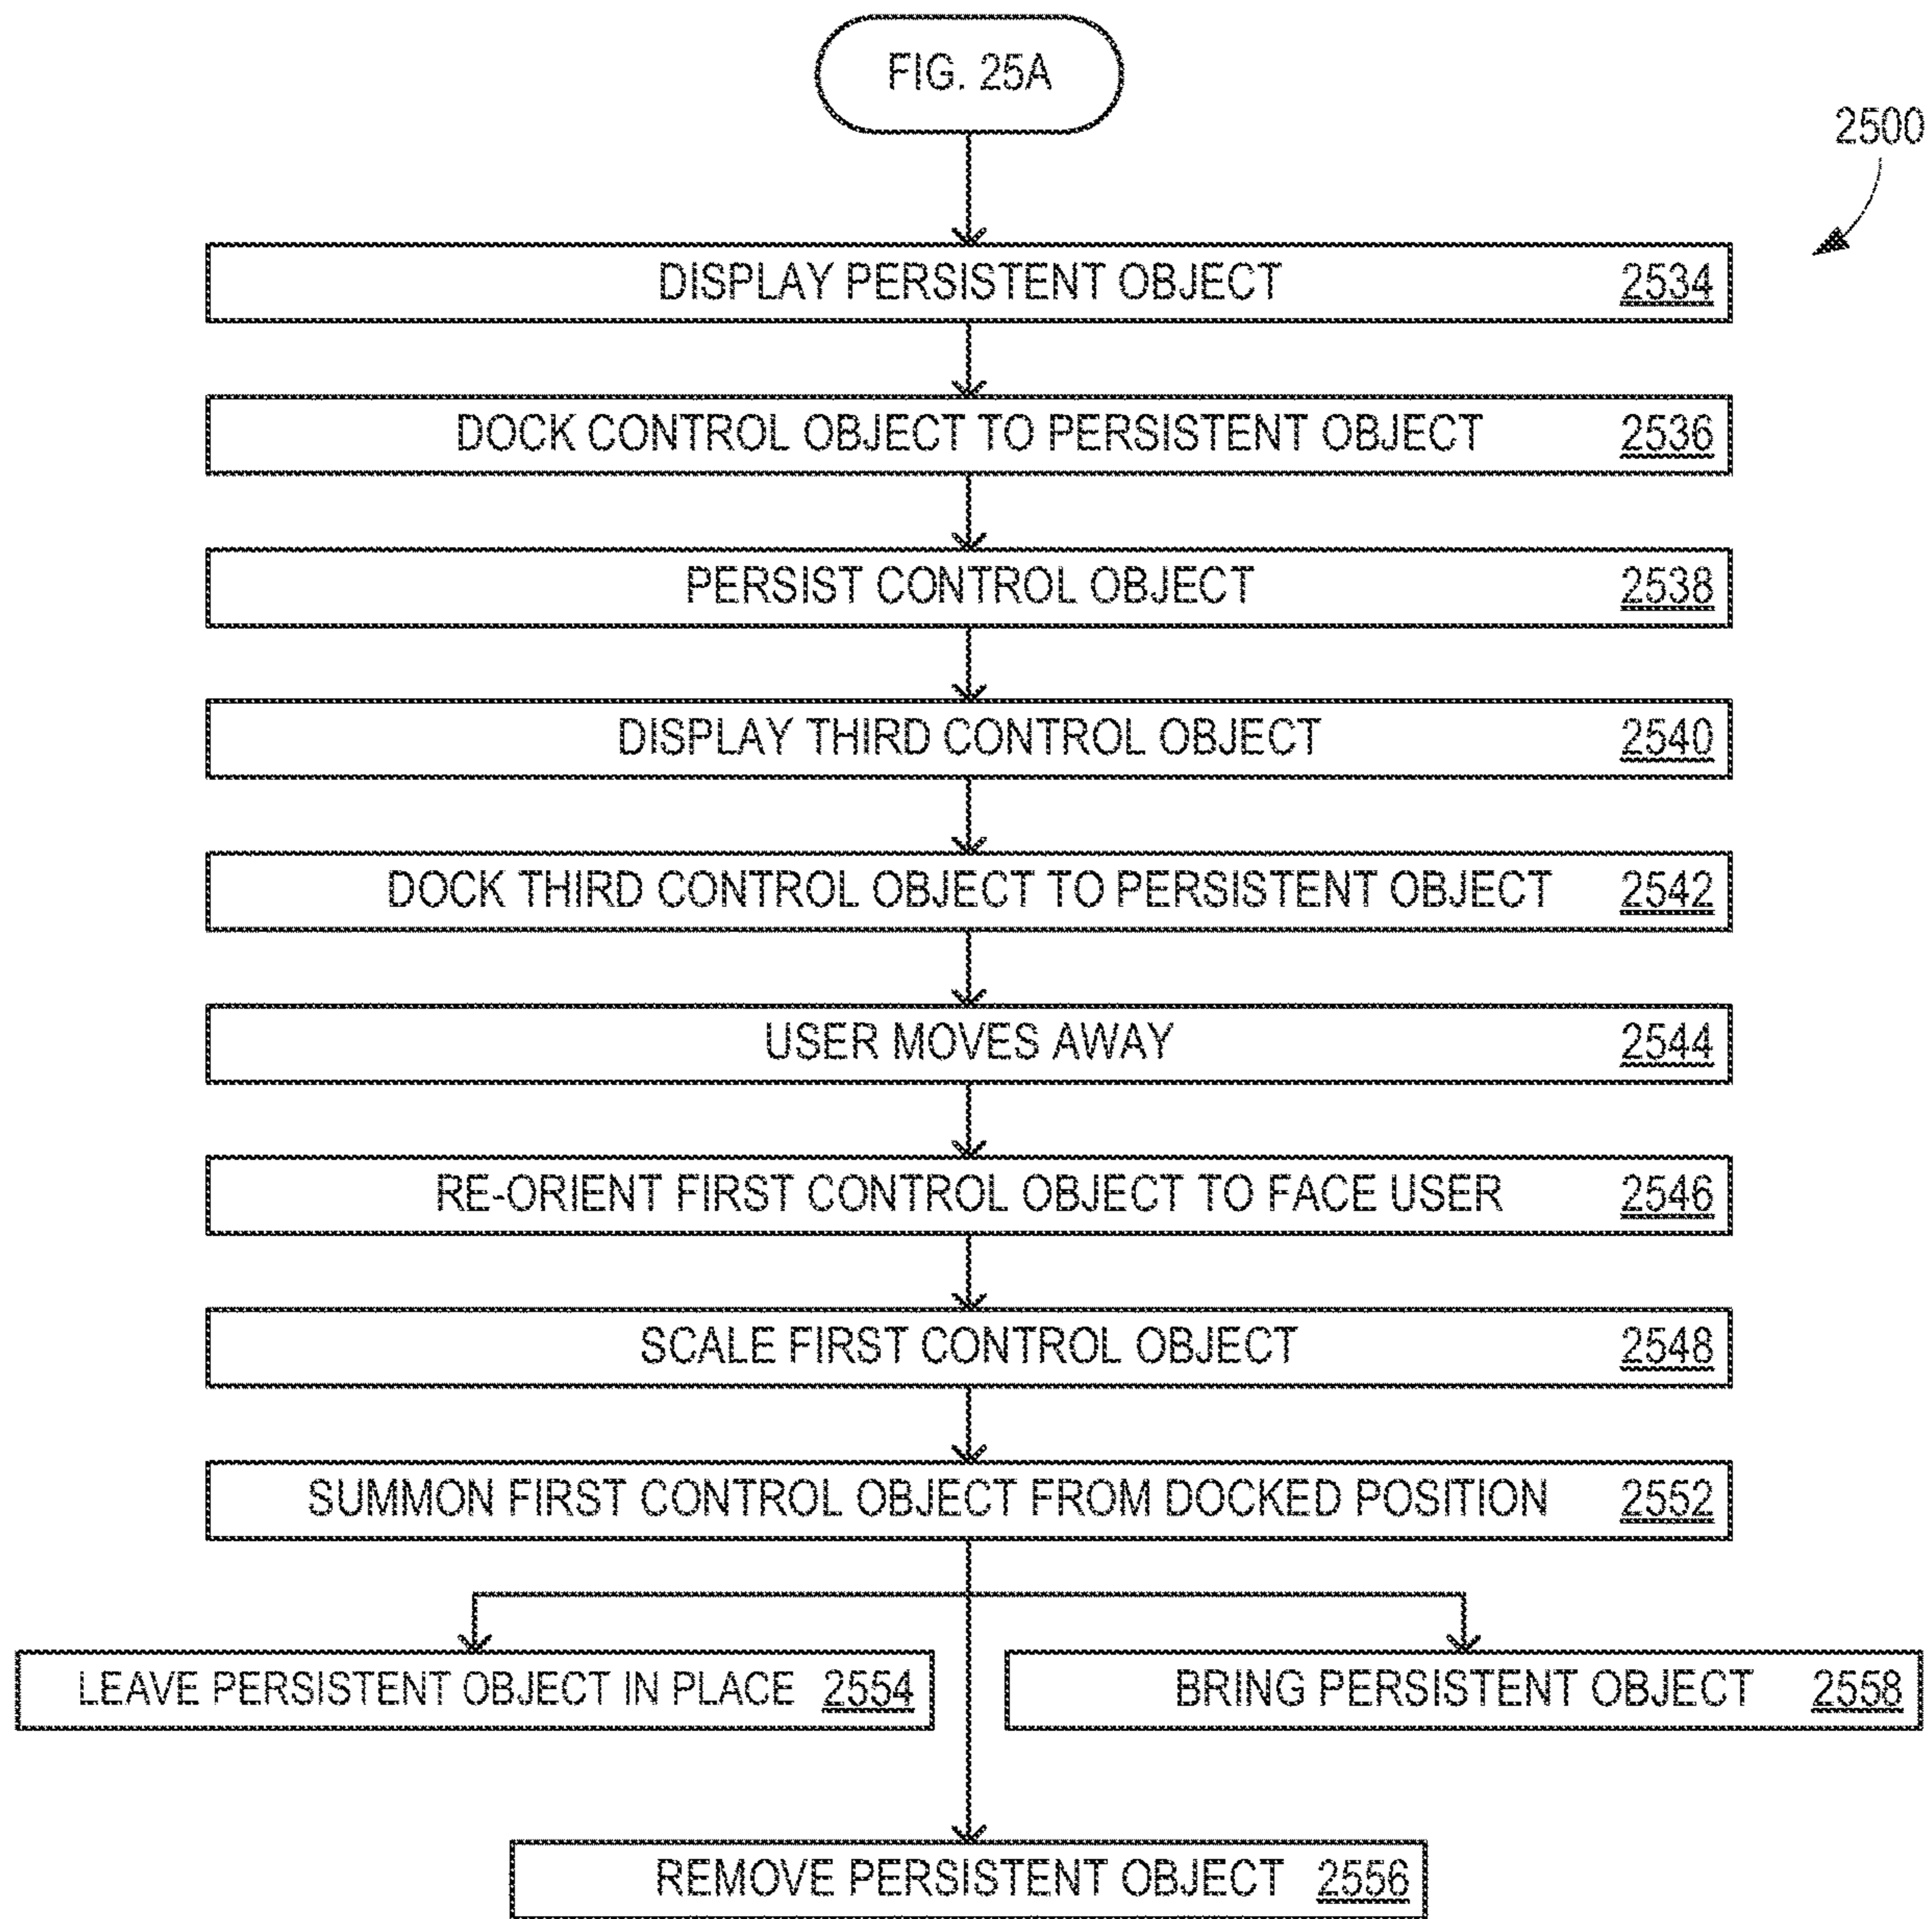 FIG. 25A
2500
DISPLAY PERSISTENT OBJECT 2534
DOCK CONTROL OBJECT TO PERSISTENT OBJECT 2536
PERSIST CONTROL OBJECT 2538
DISPLAY THIRD CONTROL OBJECT 2540
DOCK THIRD CONTROL OBJECT TO PERSISTENT OBJECT 2542
USER MOVES AWAY 2544
RE-ORIENT FIRST CONTROL OBJECT TO FACE USER 2546
SCALE FIRST CONTROL OBJECT 2548
SUMMON FIRST CONTROL OBJECT FROM DOCKED POSITION 2552
LEAVE PERSISTENT OBJECT IN PLACE 2554
BRING PERSISTENT OBJECT 2558
REMOVE PERSISTENT OBJECT 2556